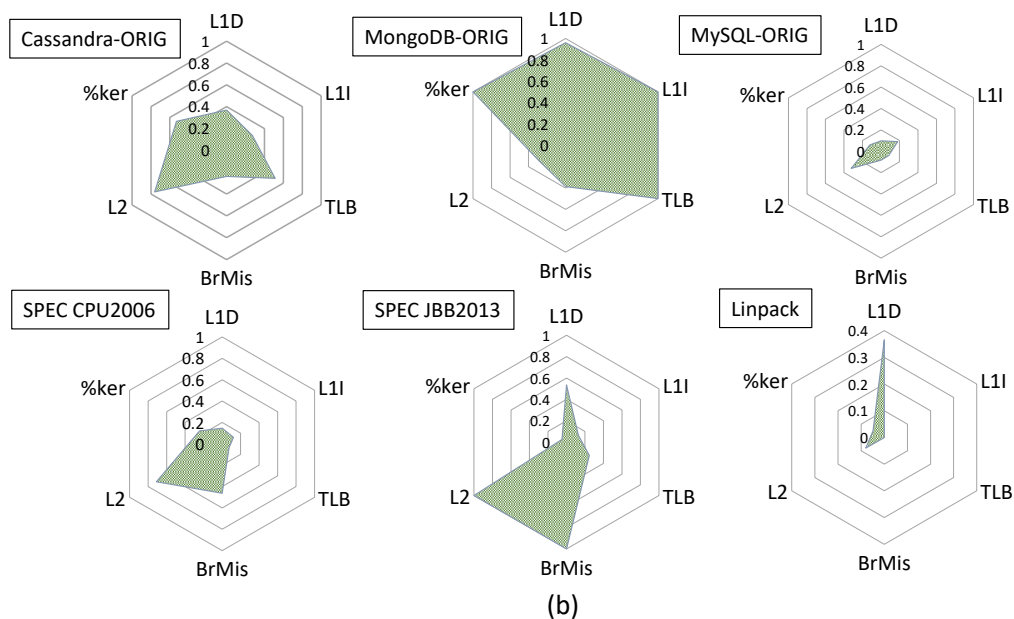 Cassandra-ORIG
L1D
1
0.8
0.6
0.4
0.2
0
%ker
L1I
L2
TLB
BrMis
MongoDB-ORIG
L1D
1
0.8
0.6
0.4
0.2
0
%ker
L1I
L2
TLB
BrMis
MySQL-ORIG
L1D
1
0.8
0.6
0.4
0.2
0
%ker
L1I
L2
TLB
BrMis
SPEC CPU2006
L1D
1
0.8
0.6
0.4
0.2
0
%ker
L1I
L2
TLB
BrMis
SPEC JBB2013
L1D
1
0.8
0.6
0.4
0.2
0
%ker
L1I
L2
TLB
BrMis
Linpack
L1D
0.4
0.3
0.2
0.1
0
%ker
L1I
L2
TLB
BrMis
(b)